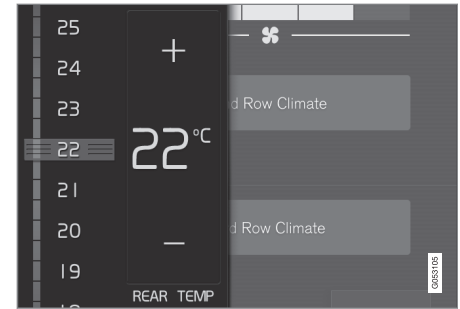 25
24
23
22
21
20
19
+
22°C
–
REAR TEMP
d Row Climate
d Row Climate
G053105